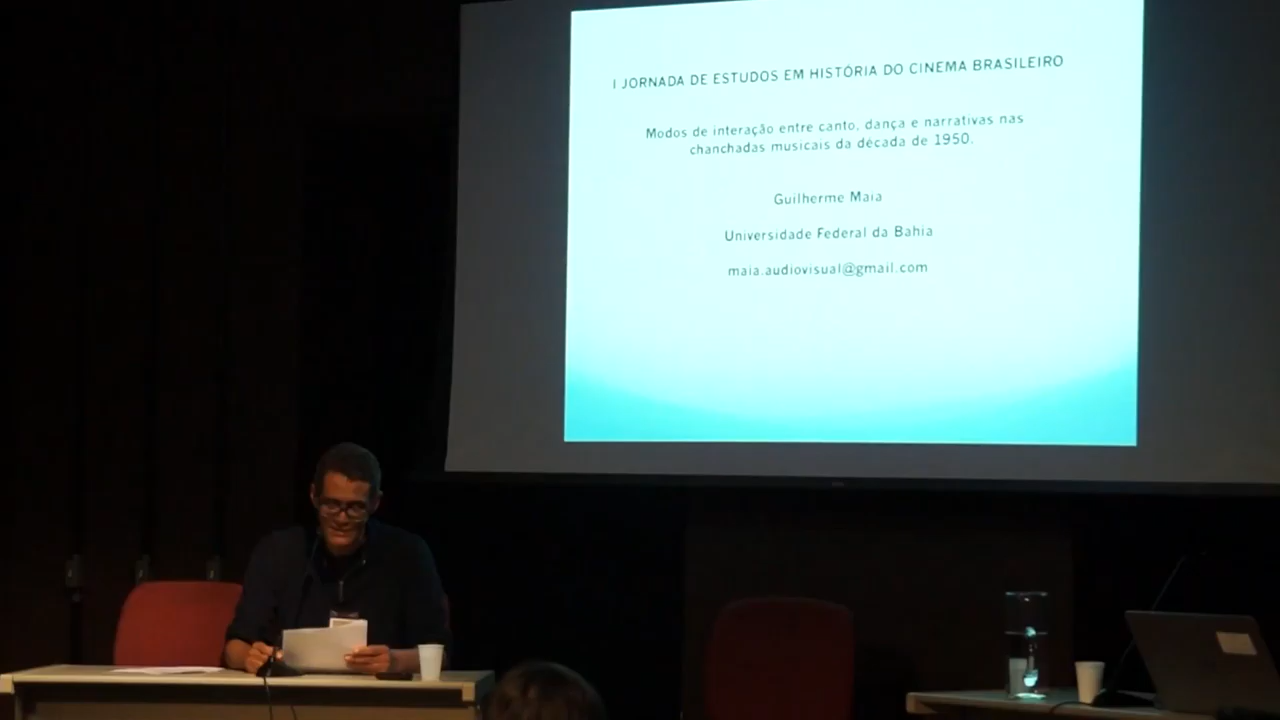 I JORNADA DE ESTUDOS EM HISTÓRIA DO CINEMA BRASILEIRO
Modos de interação entre canto, dança e narrativas nas
chanchadas musicais da década de 1950.
Guilherme Maia
Universidade Federal da Bahia
maia.audiovisual@gmail.com